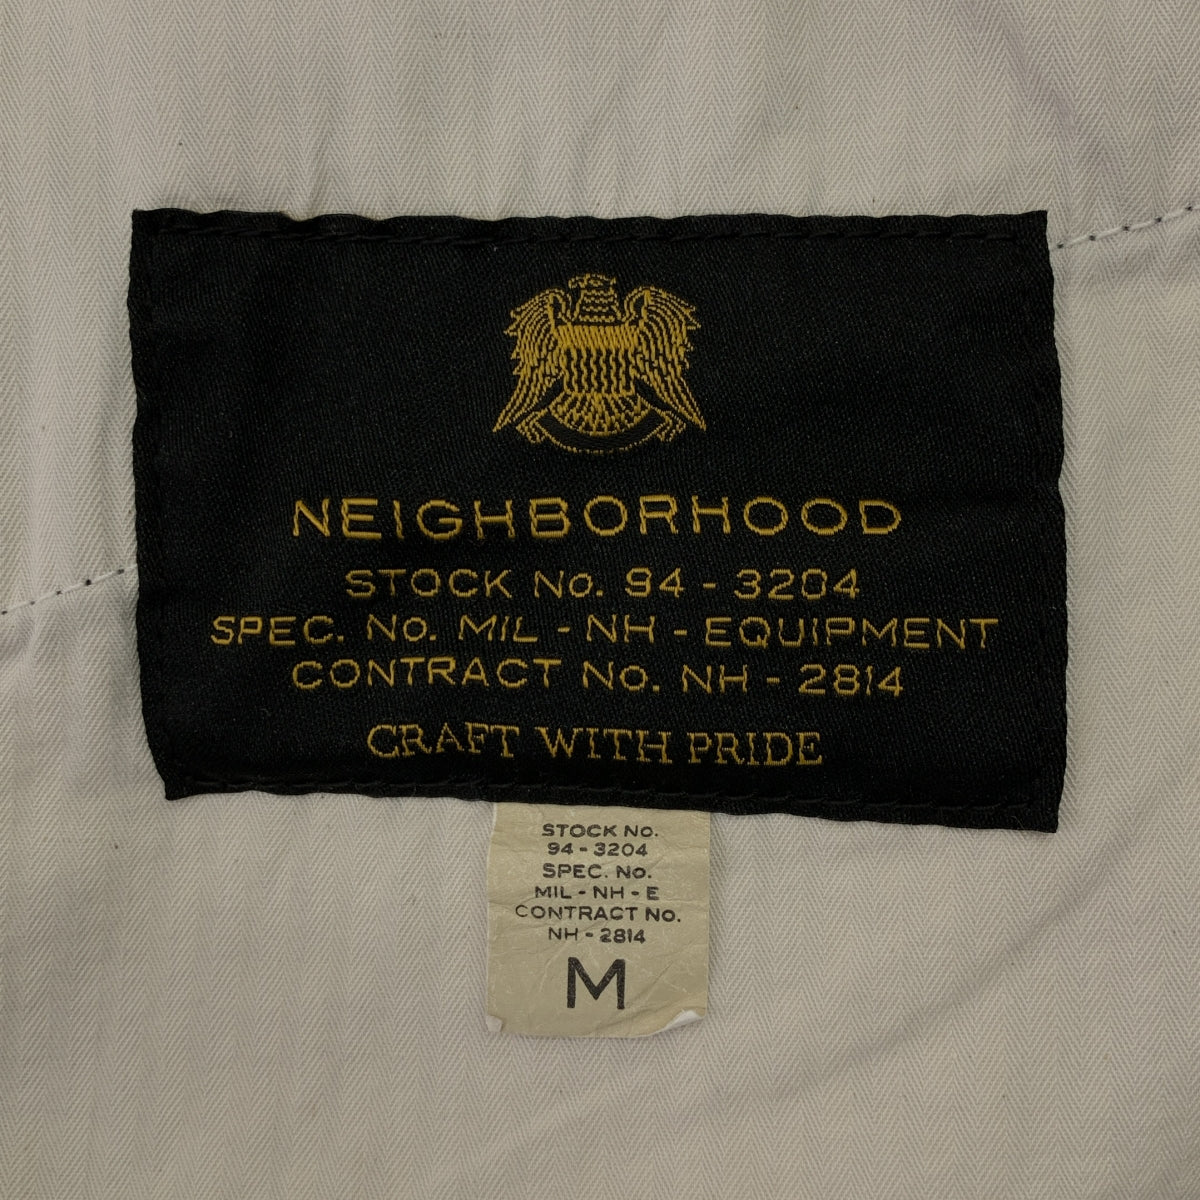 NEIGHBORHOOD
STOCK No. 94 - 3204
SPEC. No. MIL - NH - EQUIPMENT
CONTRACT No. NH - 2814
CRAFT WITH PRIDE
STOCK No.
94 - 3204
SPEC. No.
MIL - NH - E
CONTRACT No.
NH - 2814
M